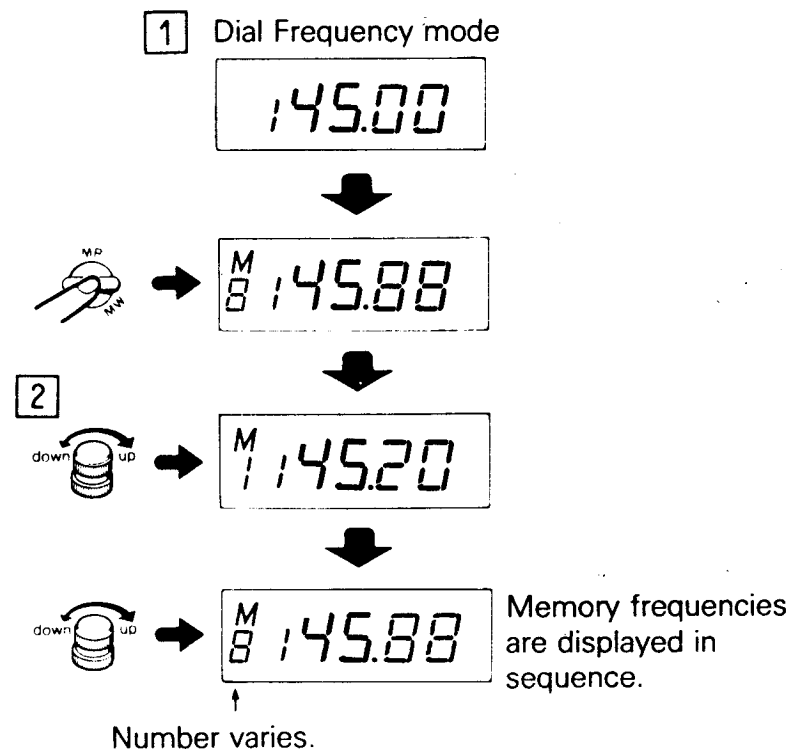 1 Dial Frequency mode
145.00
MR
MW
M
8 145.88
2
down up
M
1 145.20
down up
M
8 145.88
Memory frequencies
are displayed in
sequence.
Number varies.